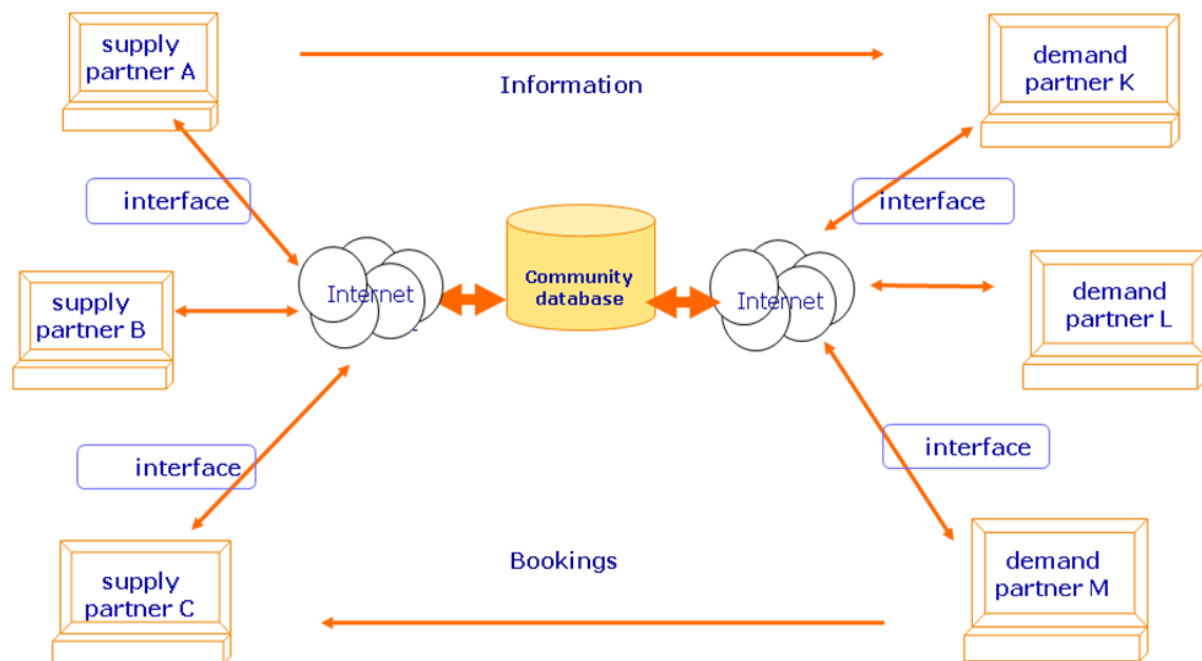 supply
partner A
demand
partner K
Information
interface
interface
Community
database
Internet
Internet
supply
partner B
demand
partner L
interface
interface
Bookings
supply
partner C
demand
partner M